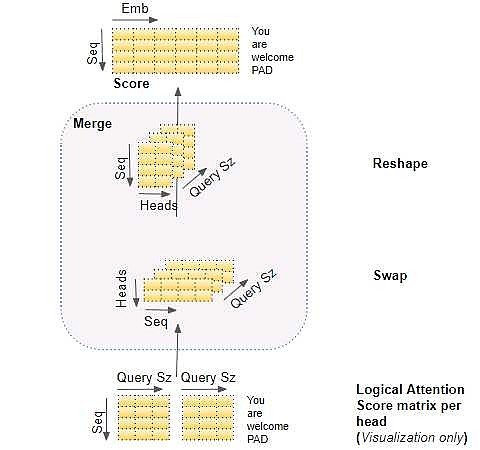 Emb
Seq
You
are
welcome
PAD
Score
Merge
Seq
Query Sz
Heads
Reshape
Heads
Query Sz
Seq
Swap
Query Sz Query Sz
Seq
You
are
welcome
PAD
Logical Attention
Score matrix per
head
(Visualization only)